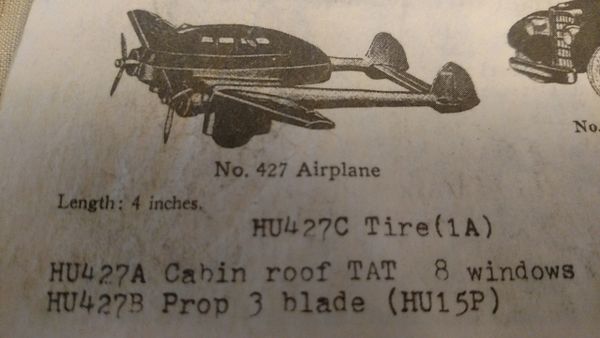 No. 427 Airplane
No.
Length: 4 inches.
HU427C Tire(1A)
HU427A Cabin roof TAT 8 windows
HU427B Prop 3 blade (HU15P)